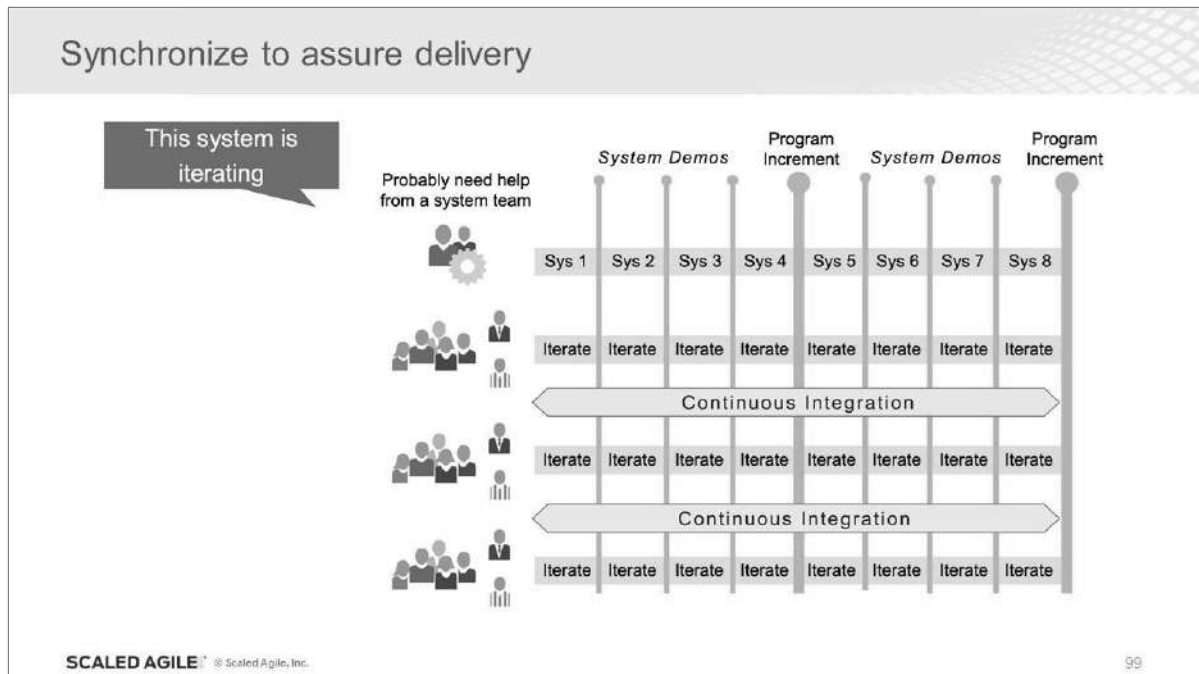 Synchronize to assure delivery
This system is
iterating
Probably need help
from a system team
System Demos
Program
Increment
System Demos
Program
Increment
Sys 1 Sys 2 Sys 3 Sys 4 Sys 5 Sys 6 Sys 7 Sys 8
Iterate Iterate Iterate Iterate Iterate Iterate Iterate Iterate
Continuous Integration
Iterate Iterate Iterate Iterate Iterate Iterate Iterate Iterate
Continuous Integration
Iterate Iterate Iterate Iterate Iterate Iterate Iterate Iterate
SCALED AGILE © Scaled Agile, Inc.
99